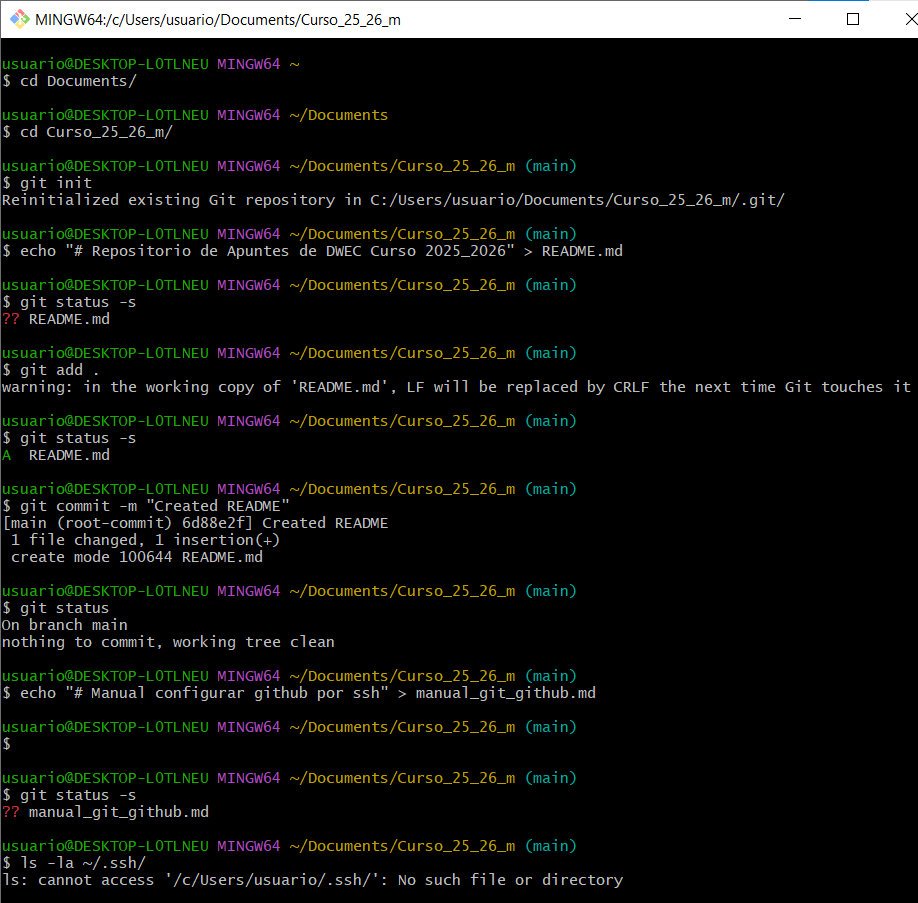 MINGW64:/c/Users/usuario/Documents/Curso_25_26_m
usuario@DESKTOP-L0TLNEU MINGW64 ~
$ cd Documents/
usuario@DESKTOP-L0TLNEU MINGW64 ~/Documents
$ cd Curso_25_26_m/
usuario@DESKTOP-L0TLNEU MINGW64 ~/Documents/Curso_25_26_m (main)
$ git init
Reinitialized existing Git repository in C:/Users/usuario/Documents/Curso_25_26_m/.git/
usuario@DESKTOP-L0TLNEU MINGW64 ~/Documents/Curso_25_26_m (main)
$ echo "# Repositorio de Apuntes de DWEC Curso 2025_2026" > README.md
usuario@DESKTOP-L0TLNEU MINGW64 ~/Documents/Curso_25_26_m (main)
$ git status -s
?? README.md
usuario@DESKTOP-L0TLNEU MINGW64 ~/Documents/Curso_25_26_m (main)
$ git add .
warning: in the working copy of 'README.md', LF will be replaced by CRLF the next time Git touches it
usuario@DESKTOP-L0TLNEU MINGW64 ~/Documents/Curso_25_26_m (main)
$ git status -s
A  README.md
usuario@DESKTOP-L0TLNEU MINGW64 ~/Documents/Curso_25_26_m (main)
$ git commit -m "Created README"
[main (root-commit) 6d88e2f] Created README
 1 file changed, 1 insertion(+)
 create mode 100644 README.md
usuario@DESKTOP-L0TLNEU MINGW64 ~/Documents/Curso_25_26_m (main)
$ git status
On branch main
nothing to commit, working tree clean
usuario@DESKTOP-L0TLNEU MINGW64 ~/Documents/Curso_25_26_m (main)
$ echo "# Manual configurar github por ssh" > manual_git_github.md
usuario@DESKTOP-L0TLNEU MINGW64 ~/Documents/Curso_25_26_m (main)
$
usuario@DESKTOP-L0TLNEU MINGW64 ~/Documents/Curso_25_26_m (main)
$ git status -s
?? manual_git_github.md
usuario@DESKTOP-L0TLNEU MINGW64 ~/Documents/Curso_25_26_m (main)
$ ls -la ~/.ssh/
ls: cannot access '/c/Users/usuario/.ssh/': No such file or directory